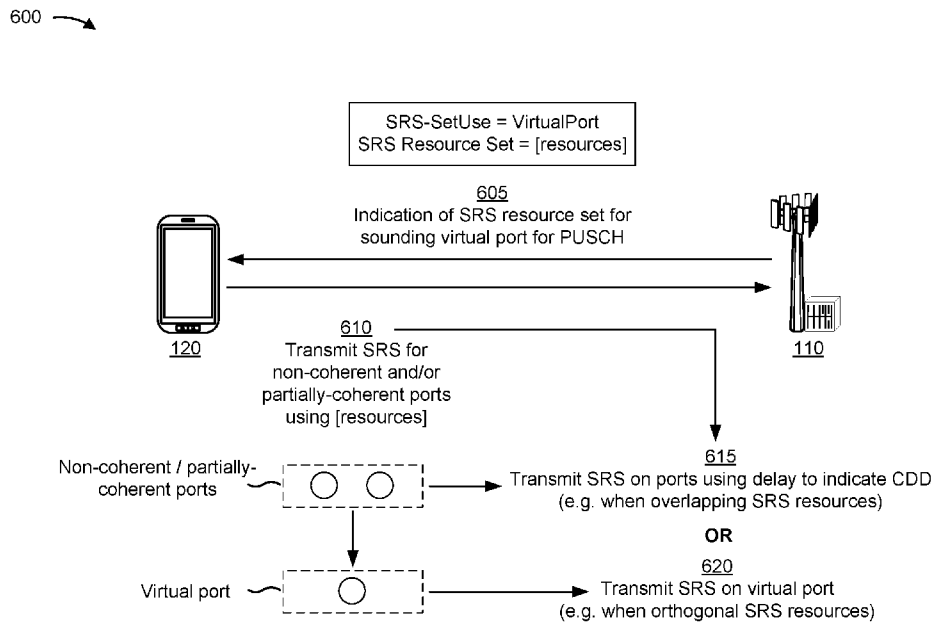 600
SRS-SetUse = VirtualPort
SRS Resource Set = [resources]
605
Indication of SRS resource set for
sounding virtual port for PUSCH
120
110
610
Transmit SRS for
non-coherent and/or
partially-coherent ports
using [resources]
615
Non-coherent / partially-
coherent ports
Transmit SRS on ports using delay to indicate CDD
(e.g. when overlapping SRS resources)
OR
620
Virtual port
Transmit SRS on virtual port
(e.g. when orthogonal SRS resources)